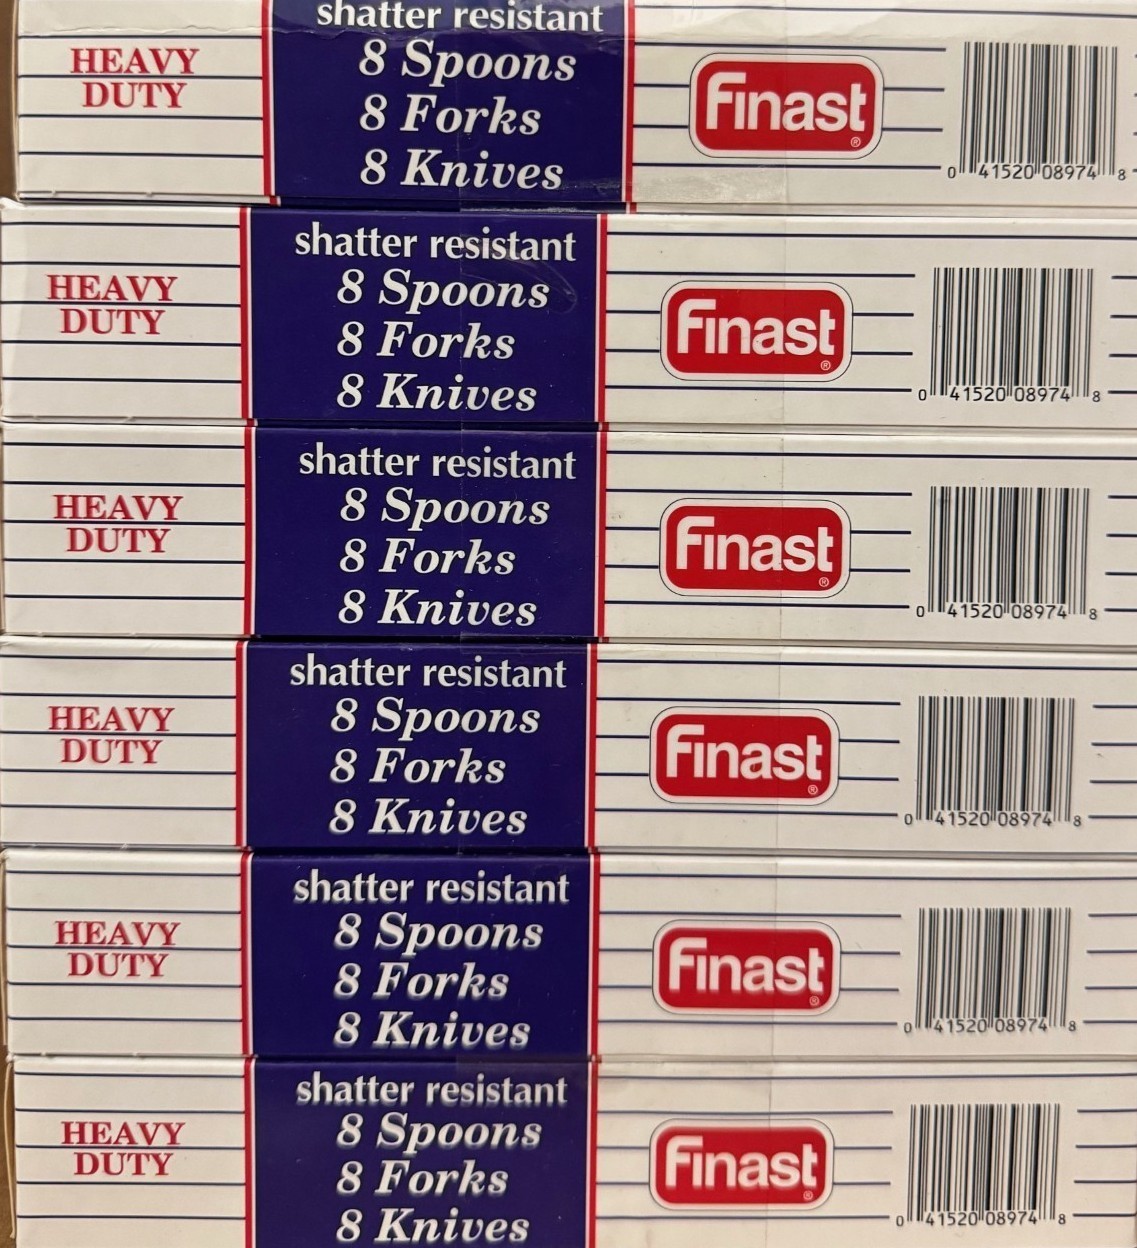 HEAVY
DUTY
shatter resistant
8 Spoons
8 Forks
8 Knives
Finast®
0 41520 08974 8
HEAVY
DUTY
shatter resistant
8 Spoons
8 Forks
8 Knives
Finast®
0 41520 08974 8
HEAVY
DUTY
shatter resistant
8 Spoons
8 Forks
8 Knives
Finast®
0 41520 08974 8
HEAVY
DUTY
shatter resistant
8 Spoons
8 Forks
8 Knives
Finast®
0 41520 08974 8
HEAVY
DUTY
shatter resistant
8 Spoons
8 Forks
8 Knives
Finast®
0 41520 08974 8
HEAVY
DUTY
shatter resistant
8 Spoons
8 Forks
8 Knives
Finast®
0 41520 08974 8